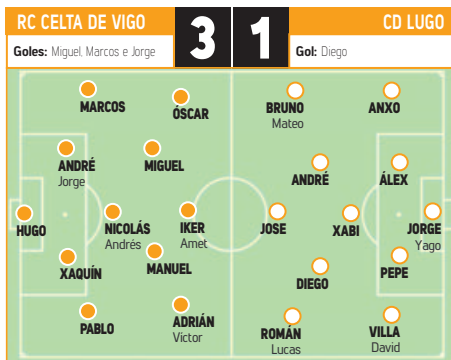 RC CELTA DE VIGO
3
1
CD LUGO
Goles: Miguel, Marcos e Jorge
Gol: Diego
MARCOS
ÓSCAR
BRUNO
Mateo
ANXO
ANDRÉ
Jorge
MIGUEL
ANDRÉ
ÁLEX
HUGO
NICOLÁS
Andrés
IKER
Amet
JOSE
XABI
JORGE
Yago
XAQUÍN
MANUEL
DIEGO
PEPE
PABLO
ADRIÁN
Víctor
ROMÁN
Lucas
VILLA
David